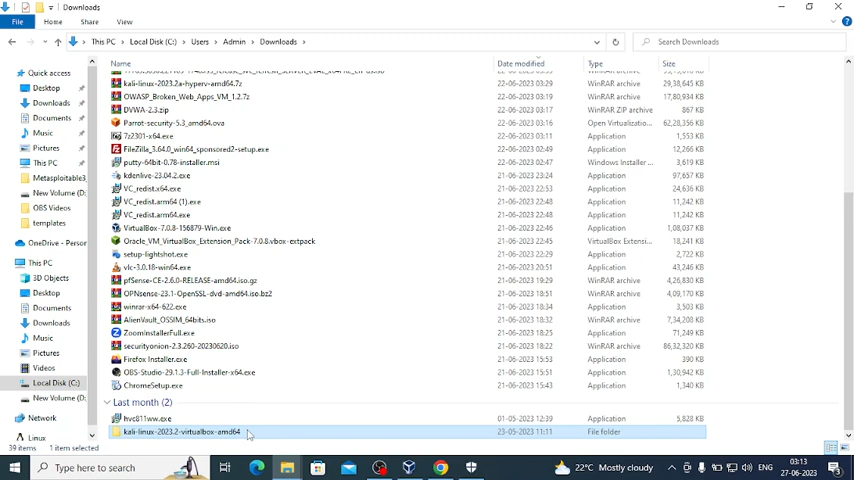 Downloads
File Home Share View
This PC > Local Disk (C:) > Users > Admin > Downloads >
Search Downloads
Name Date modified Type Size
Quick access
Desktop
Downloads
Documents
Music
Pictures
This PC
Metasploitable3
New Volume (D:
OBS Videos
templates
OneDrive - Person
This PC
3D Objects
Desktop
Documents
Downloads
Music
Pictures
Videos
Local Disk (C:)
New Volume (D:
Network
Linux
kali-linux-2023.2a-hyperv-amd64.7z 22-06-2023 03:29 WinRAR archive 29,38,645 KB
OWASP_Broken_Web_Apps_VM_1.2.7z 22-06-2023 03:19 WinRAR archive 17,80,934 KB
DVWA-2.3.zip 22-06-2023 03:17 WinRAR ZIP archive 867 KB
Parrot-security-5.3_amd64.ova 22-06-2023 03:16 Open Virtualizatio... 62,28,356 KB
7z2301-x64.exe 22-06-2023 03:11 Application 1,553 KB
FileZilla_3.64.0_win64_sponsored2-setup.exe 22-06-2023 02:49 Application 12,266 KB
putty-64bit-0.78-installer.msi 22-06-2023 02:47 Windows Installer ... 3,619 KB
kdenlive-23.04.2.exe 21-06-2023 23:24 Application 97,657 KB
VC_redist.x64.exe 21-06-2023 22:53 Application 24,636 KB
VC_redist.arm64 (1).exe 21-06-2023 22:48 Application 11,242 KB
VC_redist.arm64.exe 21-06-2023 22:48 Application 11,242 KB
VirtualBox-7.0.8-156879-Win.exe 21-06-2023 22:46 Application 1,08,037 KB
Oracle_VM_VirtualBox_Extension_Pack-7.0.8.vbox-extpack 21-06-2023 22:45 VirtualBox Extensi... 18,241 KB
setup-lightshot.exe 21-06-2023 22:29 Application 2,722 KB
vlc-3.0.18-win64.exe 21-06-2023 20:51 Application 43,246 KB
pfSense-CE-2.6.0-RELEASE-amd64.iso.gz 21-06-2023 19:29 WinRAR archive 4,26,830 KB
OPNsense-23.1-OpenSSL-dvd-amd64.iso.bz2 21-06-2023 18:51 WinRAR archive 4,09,170 KB
winrar-x64-622.exe 21-06-2023 18:34 Application 3,503 KB
AlienVault_OSSIM_64bits.iso 21-06-2023 18:32 WinRAR archive 7,34,208 KB
ZoomInstallerFull.exe 21-06-2023 18:25 Application 71,249 KB
securityonion-2.3.260-20230620.iso 21-06-2023 18:22 WinRAR archive 86,32,320 KB
Firefox Installer.exe 21-06-2023 15:53 Application 390 KB
OBS-Studio-29.1.3-Full-Installer-x64.exe 21-06-2023 15:51 Application 1,30,942 KB
ChromeSetup.exe 21-06-2023 15:43 Application 1,340 KB
Last month (2)
hvc811ww.exe 01-05-2023 12:39 Application 5,828 KB
kali-linux-2023.2-virtualbox-amd64 23-05-2023 11:11 File folder
39 items 1 item selected
Type here to search
22°C Mostly cloudy
ENG
03:13
27-06-2023